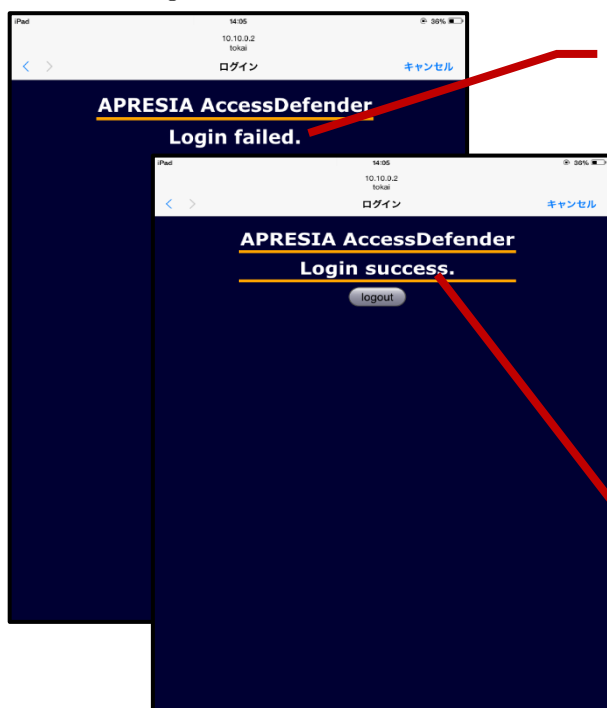 iPad 14:05 36%
10.10.0.2
tokai
< > ログイン キャンセル
APRESIA AccessDefender
Login failed.
iPad 14:05 36%
10.10.0.2
tokai
< > ログイン キャンセル
APRESIA AccessDefender
Login success.
logout